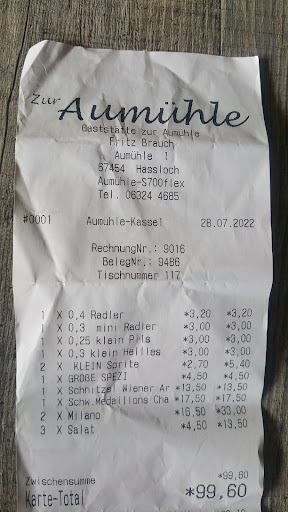 Zur Aumühle
Gaststätte zur Aumühle
Fritz Brauch
Aumühle 1
67454 Hassloch
Aumühle-S700flex
Tel. 06324 4685
#0001 Aumühle-Kassel 28.07.2022
RechnungNr.: 9016
BelegNr.: 9486
Tischnummer 117
1 X 0,4 Radler *3,20 *3,20
1 X 0,3 mini Radler *3,00 *3,00
1 X 0,25 klein Pils *3,00 *3,00
1 X 0,3 klein Helles *3,00 *3,00
2 X KLEIN Sprite *2,70 *5,40
1 X GROßE SPEZI *4,50 *4,50
1 X Schnitzel Wiener Ar *13,50 *13,50
1 X Schw.Medaillons Cha *17,50 *17,50
2 X Milano *16,50 *33,00
3 X Salat *4,50 *13,50
Zwischensumme *99,60
Karte-Total *99,60